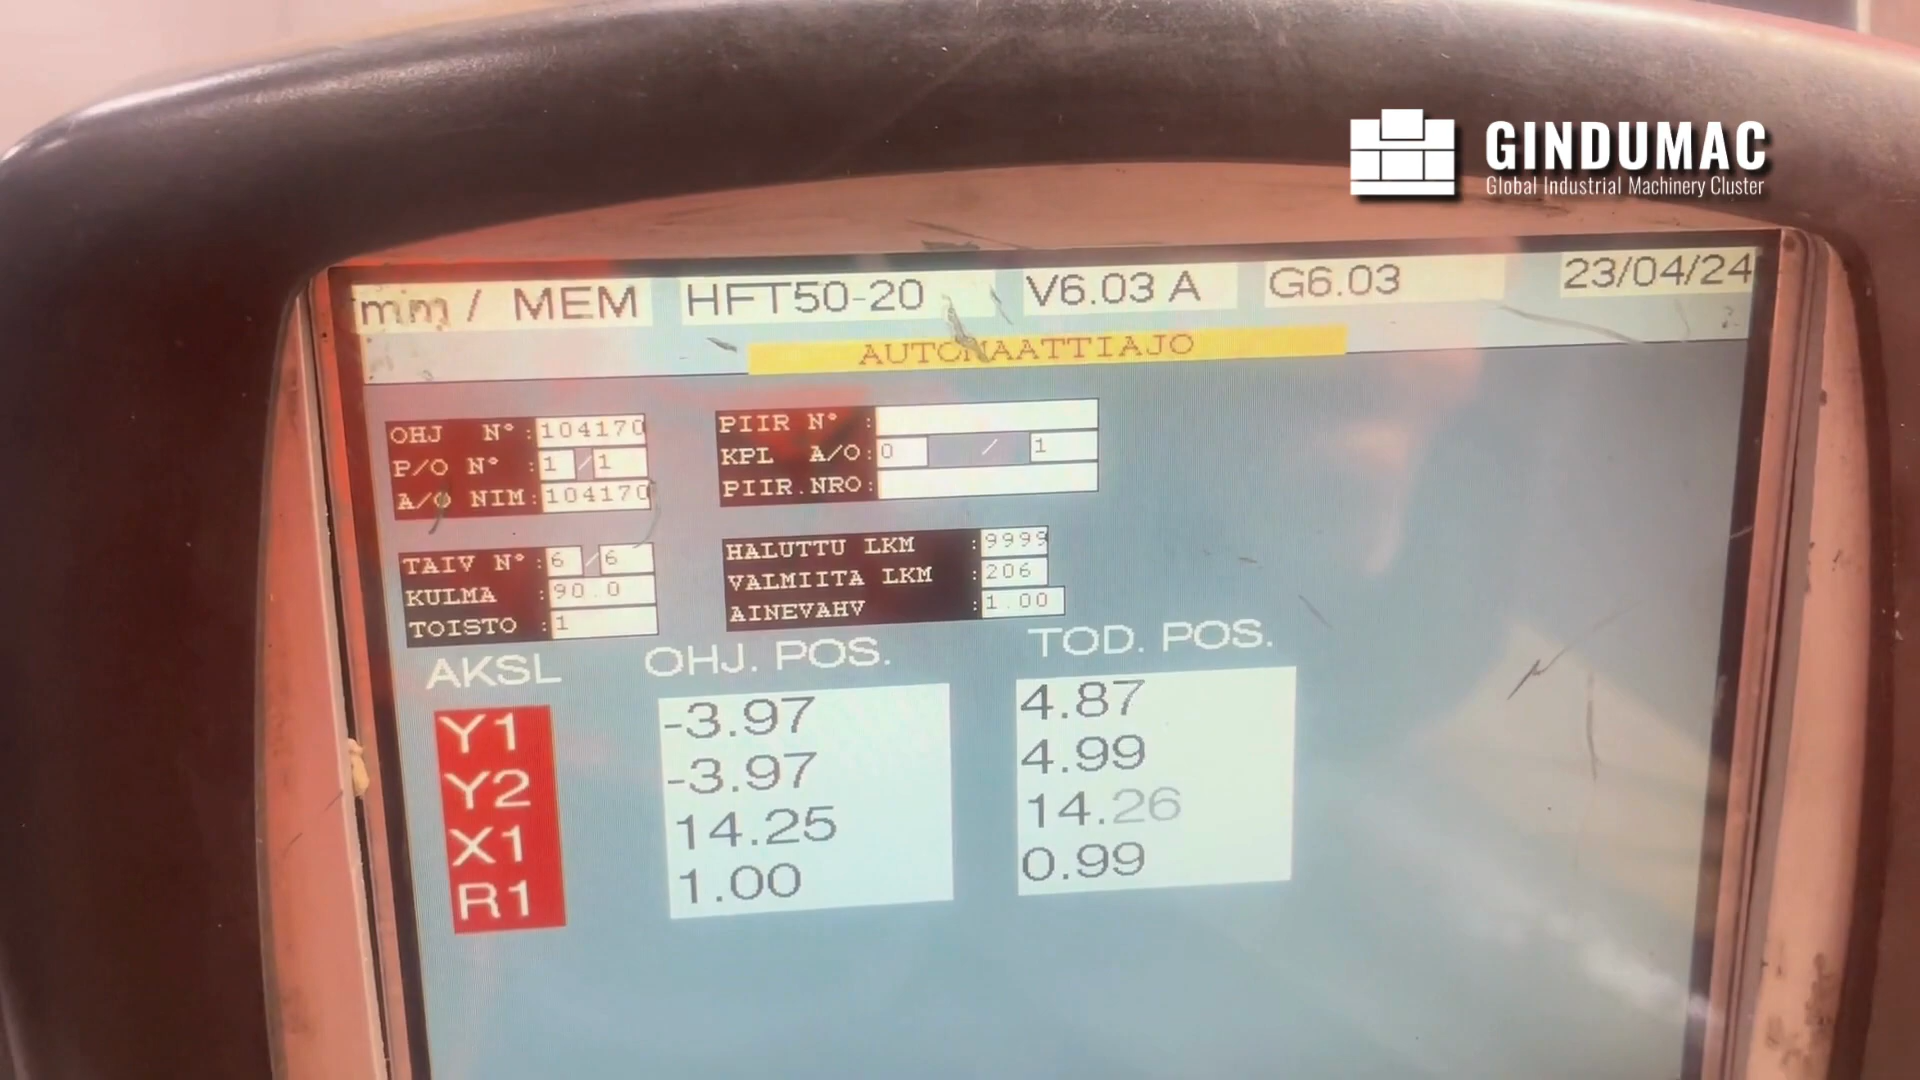 GINDUMAC
Global Industrial Machinery Cluster
mm / MEM HFT50-20 V6.03 A G6.03 23/04/24
AUTOMAATTIAJO
OHJ N° : 104170
P/O N° : 1 / 1
A/O NIM : 104170
PIIR N° :
KPL A/O : 0 / 1
PIIR.NRO :
TAIV N° : 6 / 6
KULMA : 90.0
TOISTO : 1
HALUTTU LKM : 9999
VALMIITA LKM : 206
AINEVAHV : 1.00
AKSL OHJ. POS. TOD. POS.
Y1 -3.97 4.87
Y2 -3.97 4.99
X1 14.25 14.26
R1 1.00 0.99